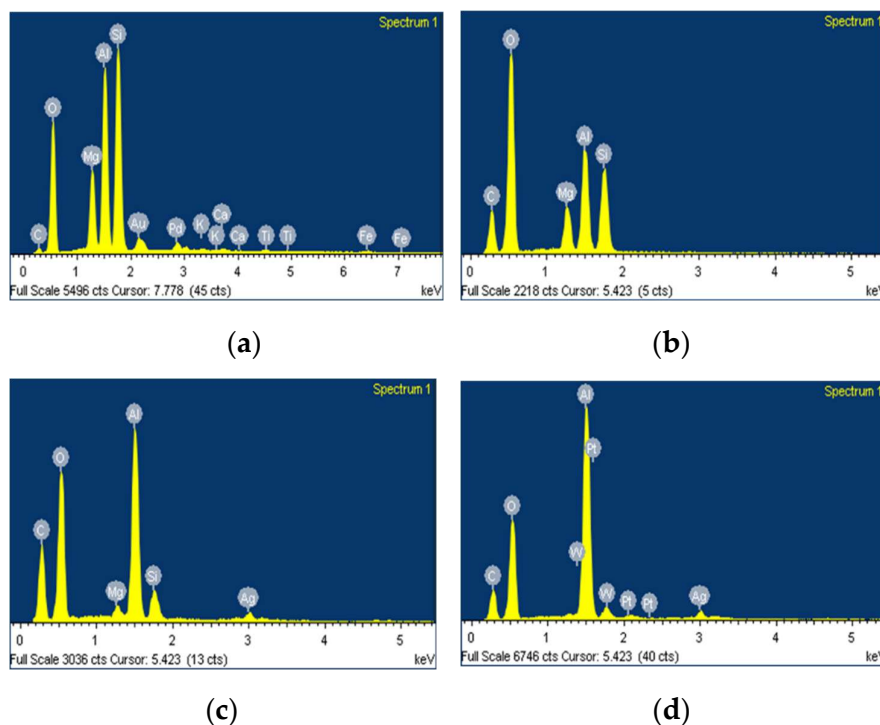 Spectrum 1
Si
Al
O
Mg
C
Au
Pd
K
Ca
K
Ca
Ti
Ti
Fe
Fe
0 1 2 3 4 5 6 7
Full Scale 5496 cts Cursor: 7.778 (45 cts) keV
(a)
Spectrum 1
O
Al
Si
C
Mg
0 1 2 3 4 5
Full Scale 2218 cts Cursor: 5.423 (5 cts) keV
(b)
Spectrum 1
Al
O
C
Mg
Si
Ag
0 1 2 3 4 5
Full Scale 3036 cts Cursor: 5.423 (13 cts) keV
(c)
Spectrum 1
Al
Pt
O
W
C
W
Pt
Pt
Ag
0 1 2 3 4 5
Full Scale 6746 cts Cursor: 5.423 (40 cts) keV
(d)